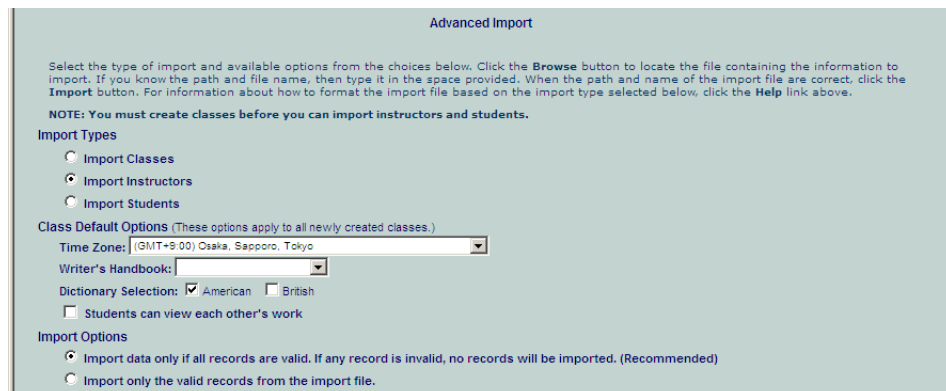 Advanced Import
Select the type of import and available options from the choices below. Click the Browse button to locate the file containing the information to
import. If you know the path and file name, then type it in the space provided. When the path and name of the import file are correct, click the
Import button. For information about how to format the import file based on the import type selected below, click the Help link above.
NOTE: You must create classes before you can import instructors and students.
Import Types
Import Classes
Import Instructors
Import Students
Class Default Options (These options apply to all newly created classes.)
Time Zone: (GMT+9:00) Osaka, Sapporo, Tokyo
Writer's Handbook:
Dictionary Selection: American British
Students can view each other's work
Import Options
Import data only if all records are valid. If any record is invalid, no records will be imported. (Recommended)
Import only the valid records from the import file.